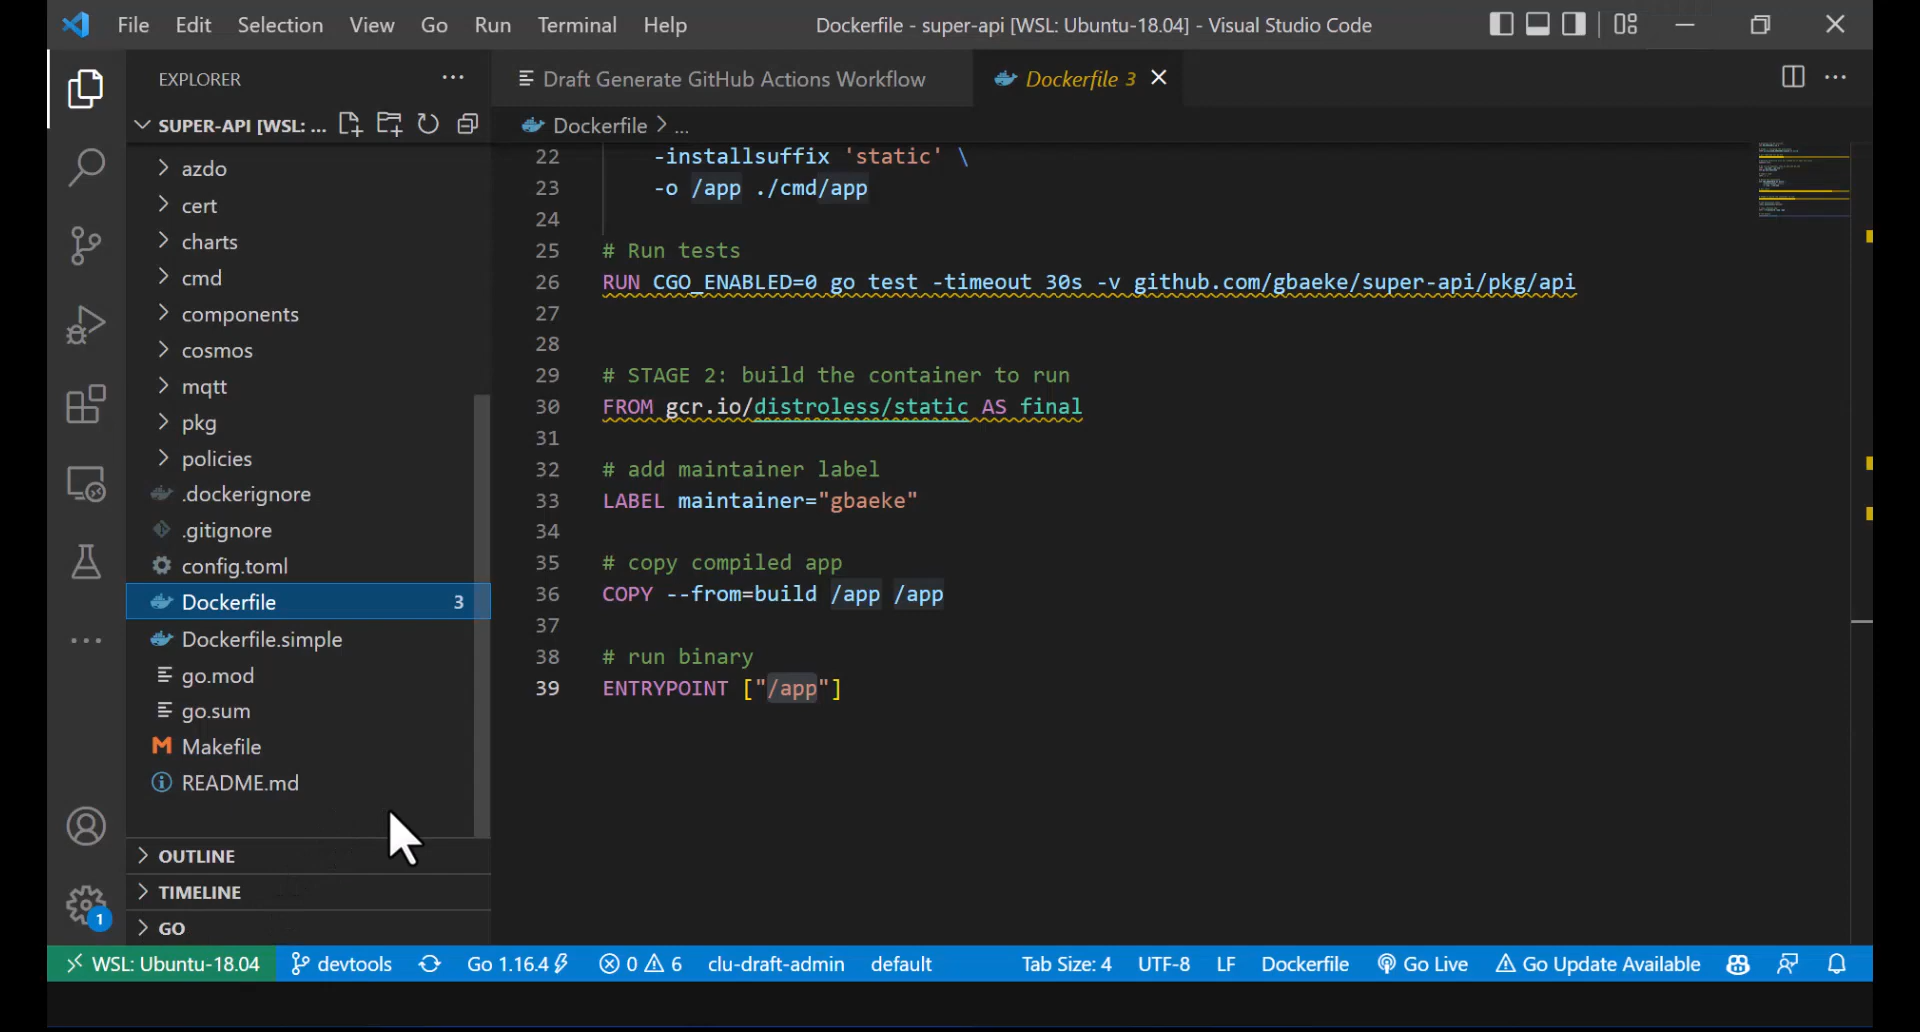 File Edit Selection View Go Run Terminal Help
Dockerfile - super-api [WSL: Ubuntu-18.04] - Visual Studio Code
EXPLORER
Draft Generate GitHub Actions Workflow
Dockerfile 3
SUPER-API [WSL: ...
Dockerfile > ...
azdo
cert
charts
cmd
components
cosmos
mqtt
pkg
policies
.dockerignore
.gitignore
config.toml
Dockerfile 3
Dockerfile.simple
go.mod
go.sum
Makefile
README.md
OUTLINE
TIMELINE
GO
22 -installsuffix 'static' \
23 -o /app ./cmd/app
24
25 # Run tests
26 RUN CGO_ENABLED=0 go test -timeout 30s -v github.com/gbaeke/super-api/pkg/api
27
28
29 # STAGE 2: build the container to run
30 FROM gcr.io/distroless/static AS final
31
32 # add maintainer label
33 LABEL maintainer="gbaeke"
34
35 # copy compiled app
36 COPY --from=build /app /app
37
38 # run binary
39 ENTRYPOINT ["/app"]
1
WSL: Ubuntu-18.04 devtools Go 1.16.4 0 6 clu-draft-admin default Tab Size: 4 UTF-8 LF Dockerfile Go Live Go Update Available